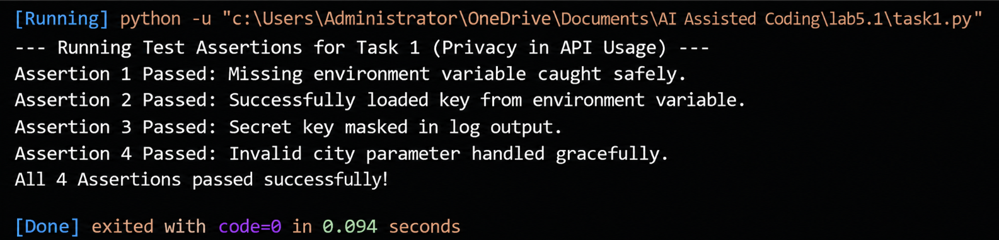 [Running] python -u "c:\Users\Administrator\OneDrive\Documents\AI Assisted Coding\lab5.1\task1.py"
--- Running Test Assertions for Task 1 (Privacy in API Usage) ---
Assertion 1 Passed: Missing environment variable caught safely.
Assertion 2 Passed: Successfully loaded key from environment variable.
Assertion 3 Passed: Secret key masked in log output.
Assertion 4 Passed: Invalid city parameter handled gracefully.
All 4 Assertions passed successfully!
[Done] exited with code=0 in 0.094 seconds